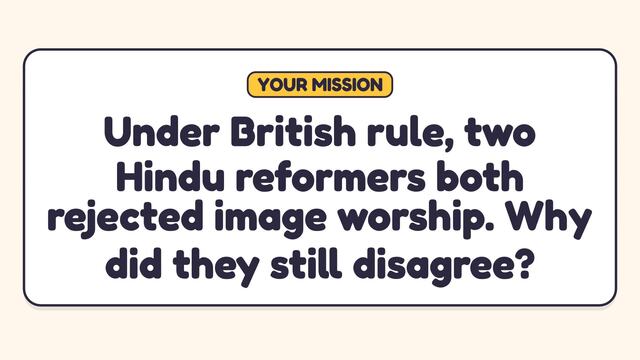 YOUR MISSION
Under British rule, two
Hindu reformers both
rejected image worship. Why
did they still disagree?